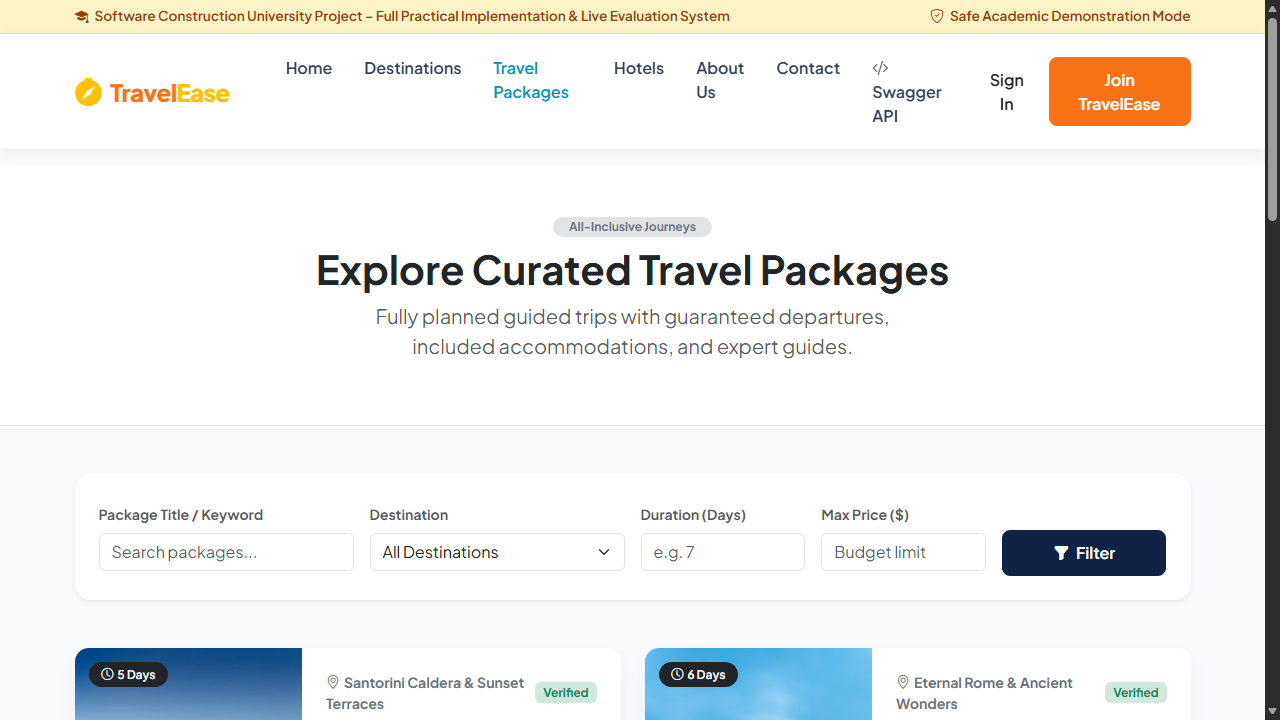 Software Construction University Project – Full Practical Implementation & Live Evaluation System
Safe Academic Demonstration Mode
TravelEase
Home
Destinations
Travel
Packages
Hotels
About
Us
Contact
</>
Swagger
API
Sign
In
Join
TravelEase
All-Inclusive Journeys
Explore Curated Travel Packages
Fully planned guided trips with guaranteed departures,
included accommodations, and expert guides.
Package Title / Keyword
Search packages...
Destination
All Destinations
Duration (Days)
e.g. 7
Max Price ($)
Budget limit
Filter
5 Days
Santorini Caldera & Sunset
Terraces
Verified
6 Days
Eternal Rome & Ancient
Wonders
Verified